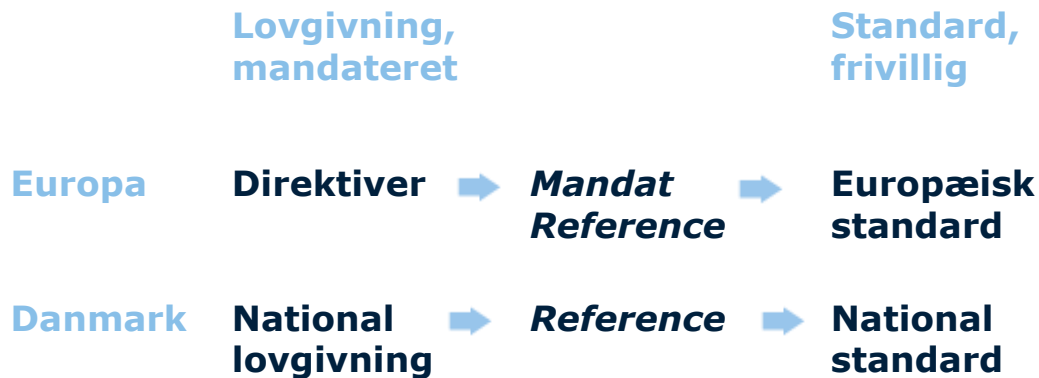 Lovgivning, Standard,
mandateret frivillig
Europa Direktiver Mandat Europæisk
Reference standard
Danmark National Reference National
lovgivning standard